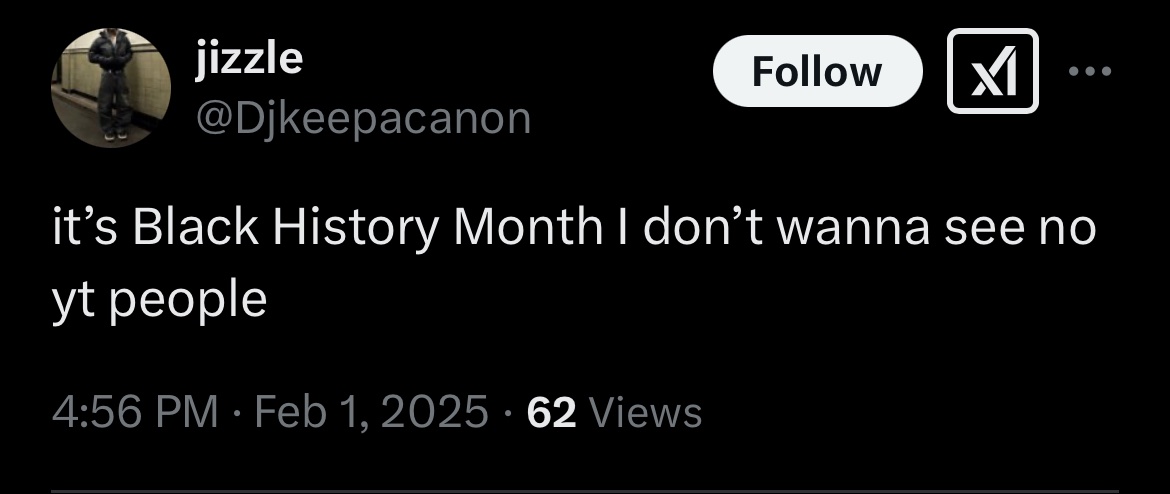 jizzle
@Djkeepacanon
Follow
it’s Black History Month I don’t wanna see no
yt people
4:56 PM · Feb 1, 2025 · 62 Views